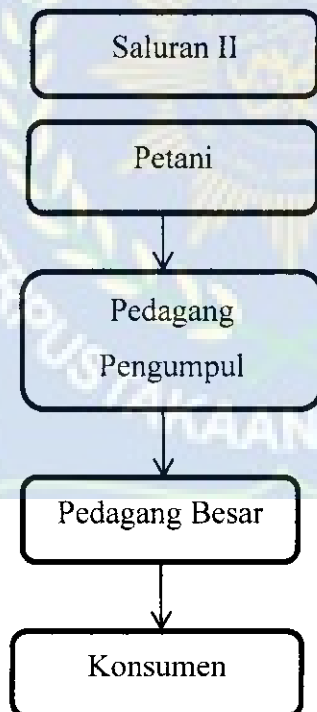 Saluran II
Petani
Pedagang
Pengumpul
Pedagang Besar
Konsumen